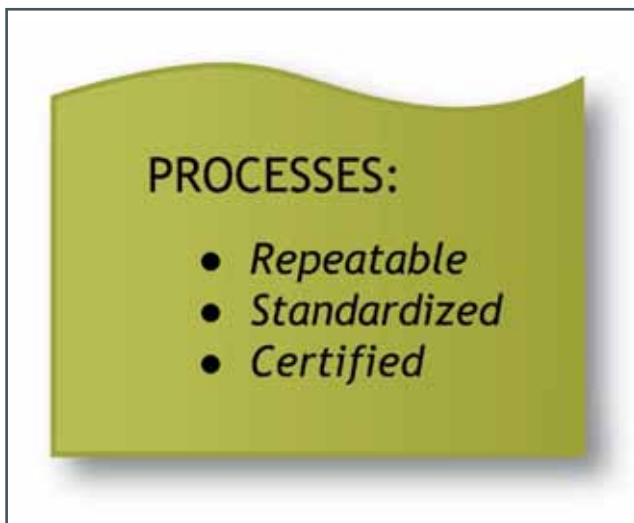 PROCESSES:
● Repeatable
● Standardized
● Certified